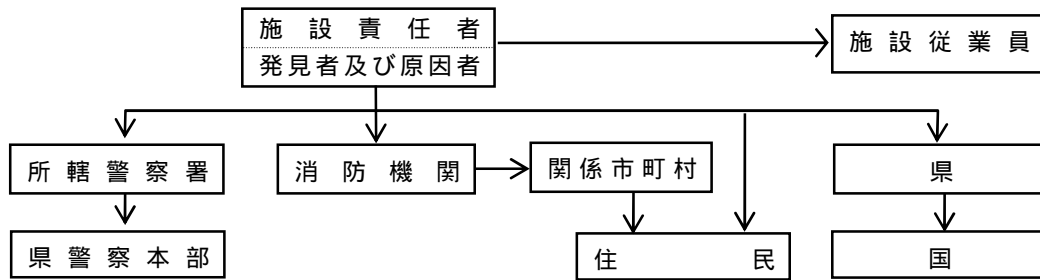 施設責任者
発見者及び原因者
施設従業員
所轄警察署
消防機関
関係市町村
県
県警察本部
住民
国